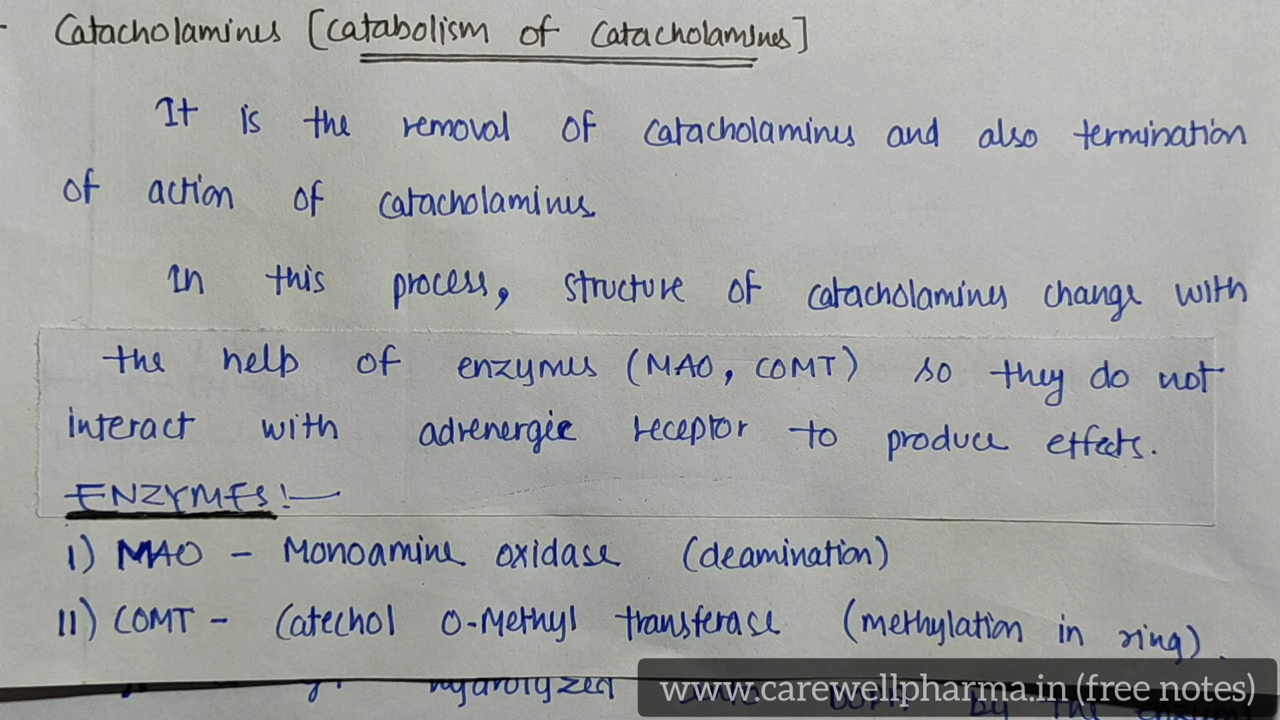 Catacholamines [Catabolism of Catacholamines]
It is the removal of catacholamines and also termination
of action of catacholamines
In this process, structure of catacholamines change with
the help of enzymes (MAO, COMT) so they do not
interact with adrenergic receptor to produce effects.
ENZYMES!—
I) MAO - Monoamine oxidase (deamination)
II) COMT - Catechol O-Methyl transferase (methylation in ring).
hydrolyzed
by the
www.carewellpharma.in (free notes)